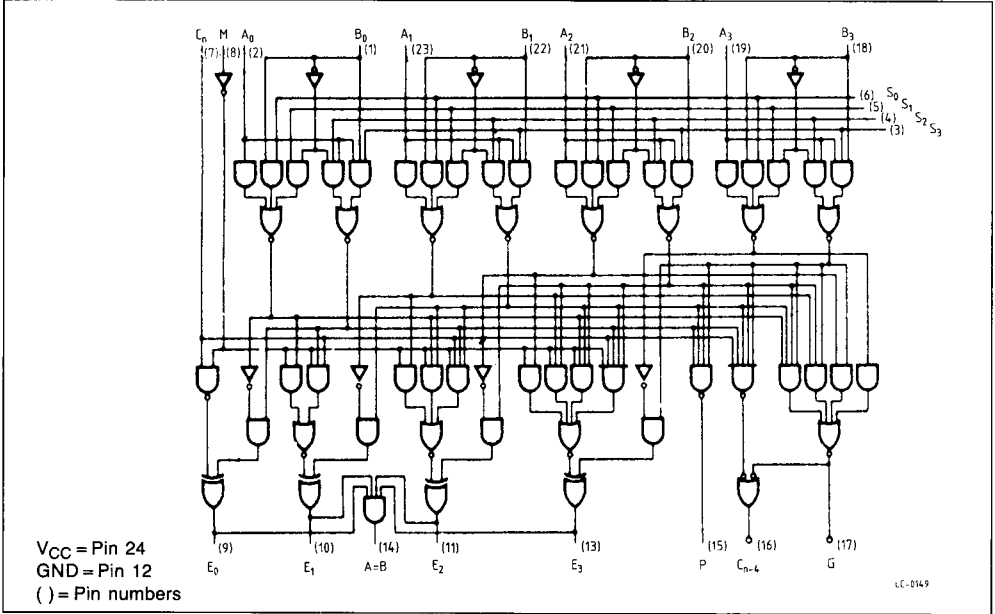 Cn M A0 B0 A1 B1 A2 B2 A3 B3
(7) (8) (2) (1) (23) (22) (21) (20) (19) (18)
(6) S0
(5) S1
(4) S2
(3) S3
(9) (10) (14) (11) (13) (15) (16) (17)
E0 E1 A=B E2 E3 P Cn-4 G
VCC = Pin 24
GND = Pin 12
( ) = Pin numbers
LC-0149